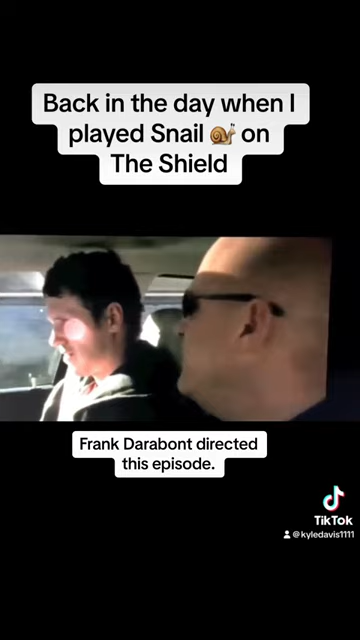 Back in the day when I
played Snail 🐌 on
The Shield
Frank Darabont directed
this episode.
TikTok
@kyledavis1111